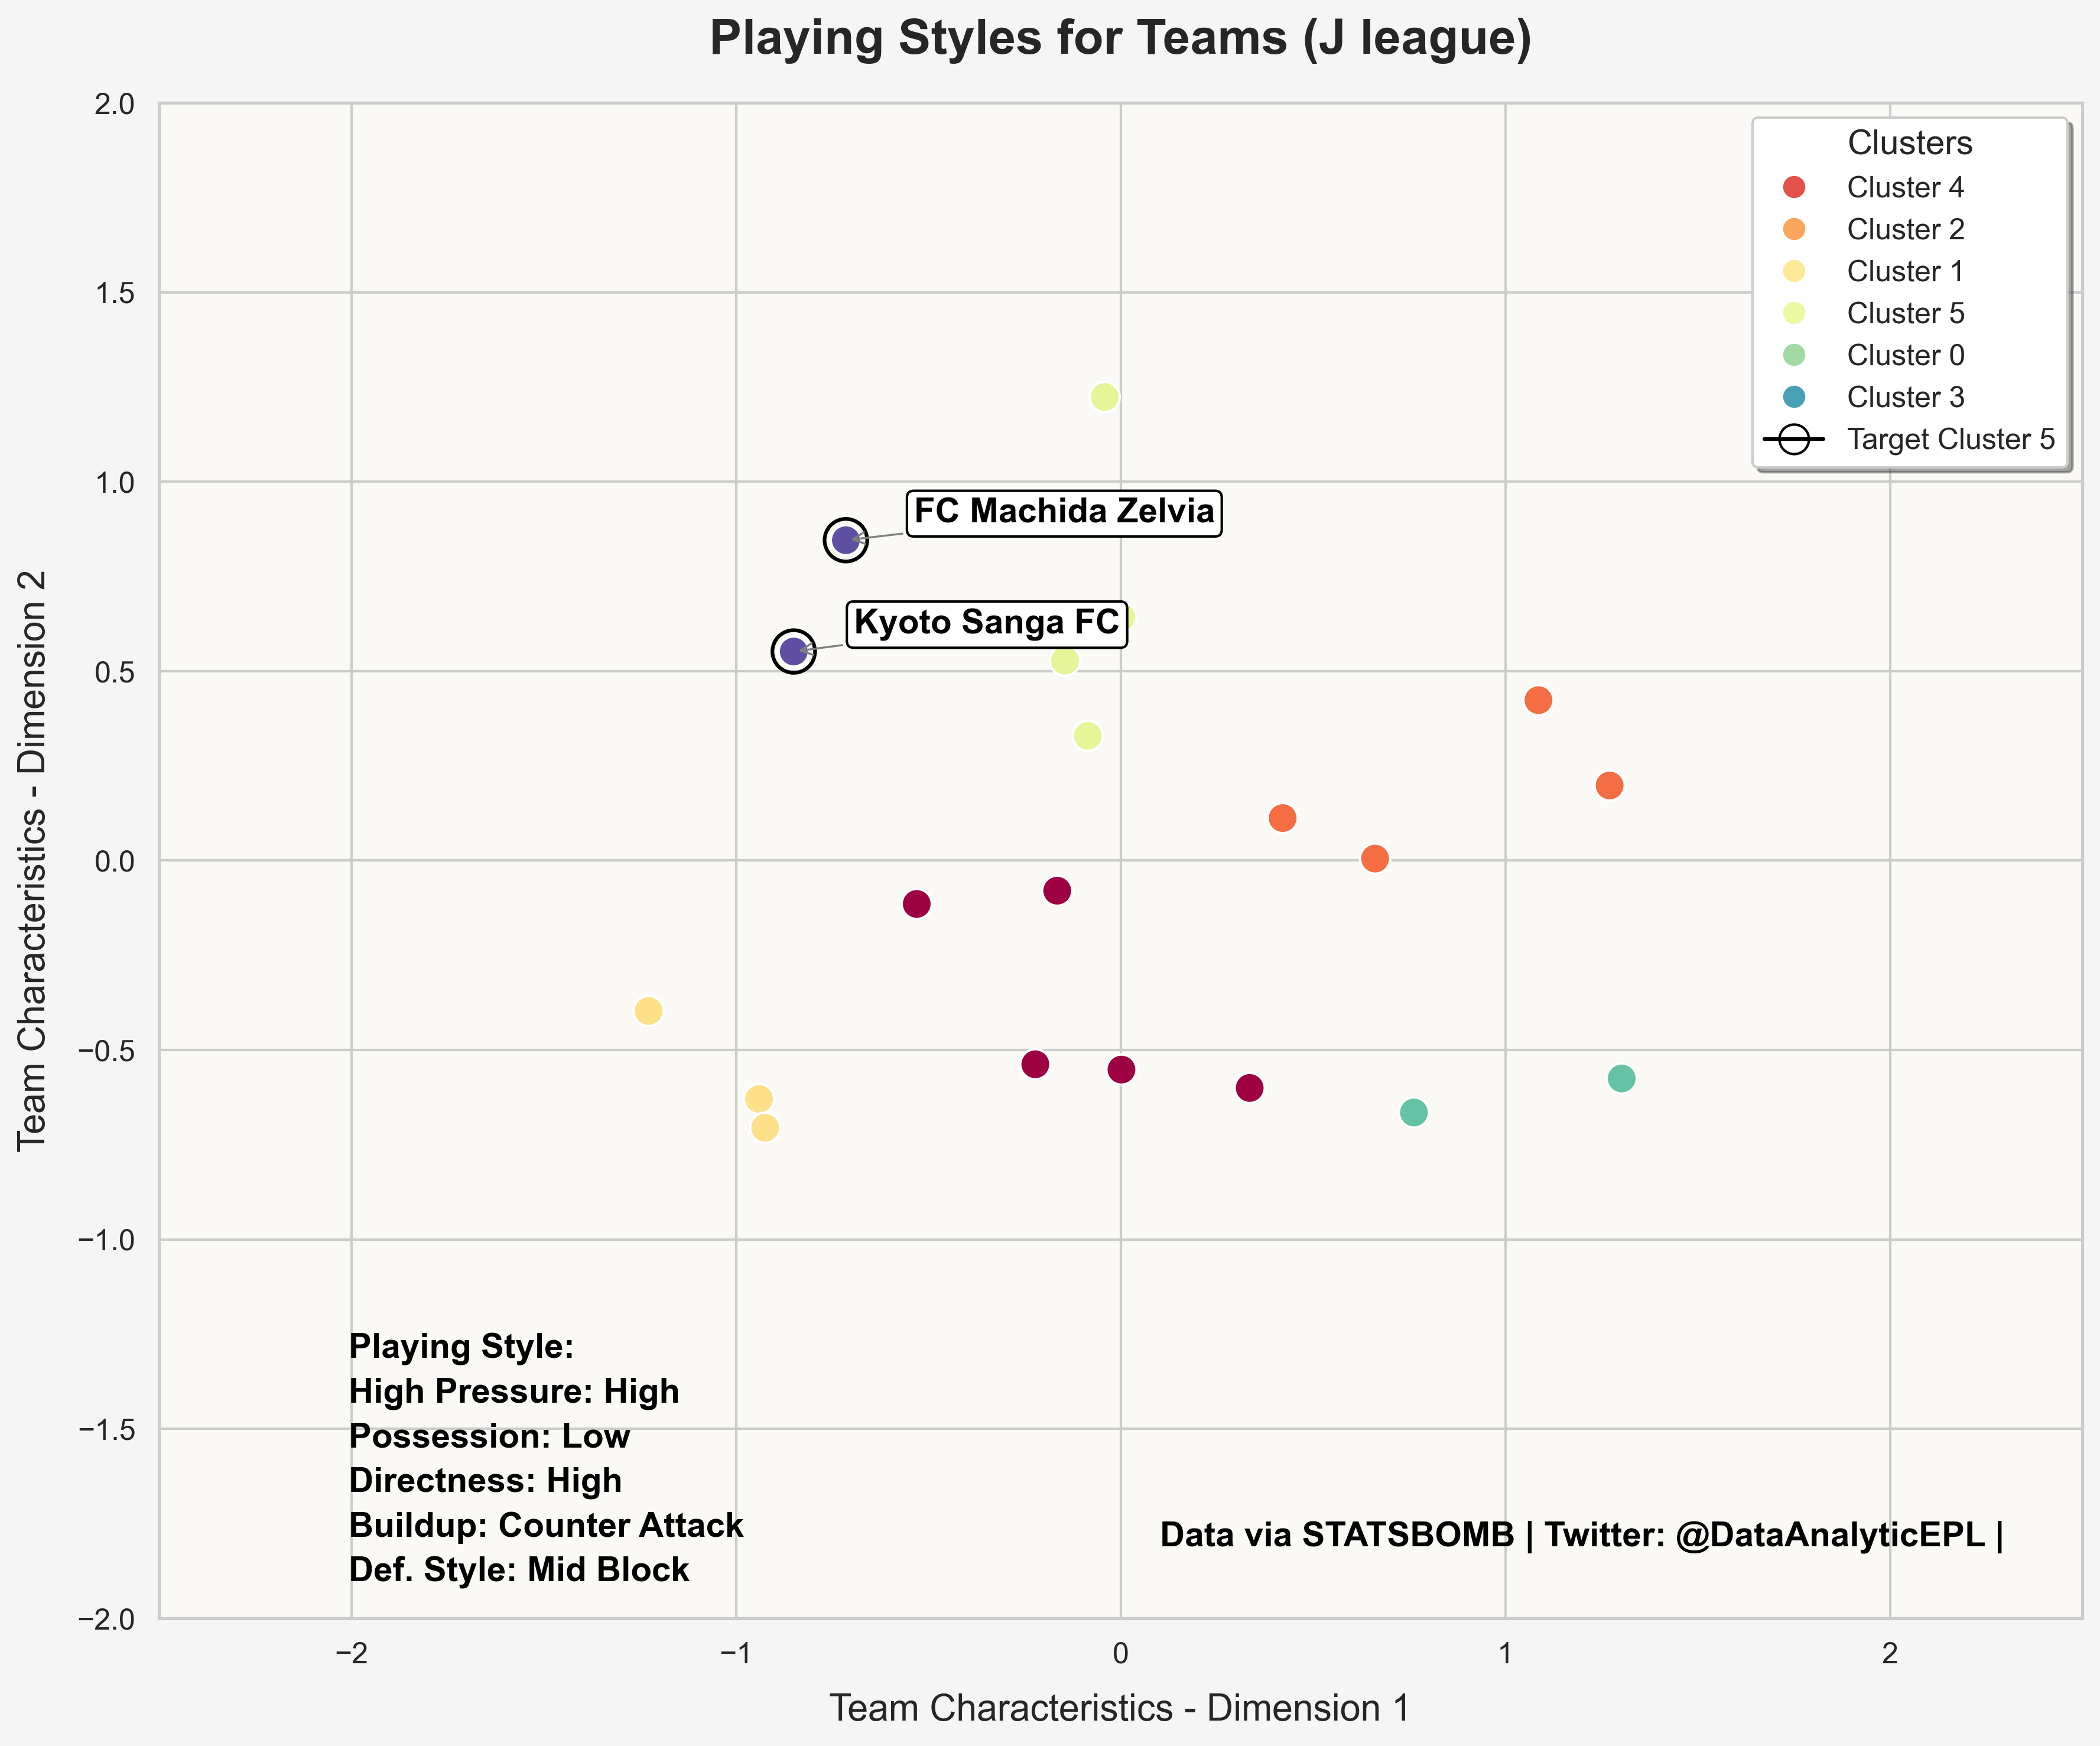 Playing Styles for Teams (J league)
2.0
1.5
1.0
0.5
0.0
−0.5
−1.0
−1.5
−2.0
Team Characteristics - Dimension 2
Clusters
Cluster 4
Cluster 2
Cluster 1
Cluster 5
Cluster 0
Cluster 3
Target Cluster 5
FC Machida Zelvia
Kyoto Sanga FC
Playing Style:
High Pressure: High
Possession: Low
Directness: High
Buildup: Counter Attack
Def. Style: Mid Block
Data via STATSBOMB | Twitter: @DataAnalyticEPL |
−2
−1
0
1
2
Team Characteristics - Dimension 1